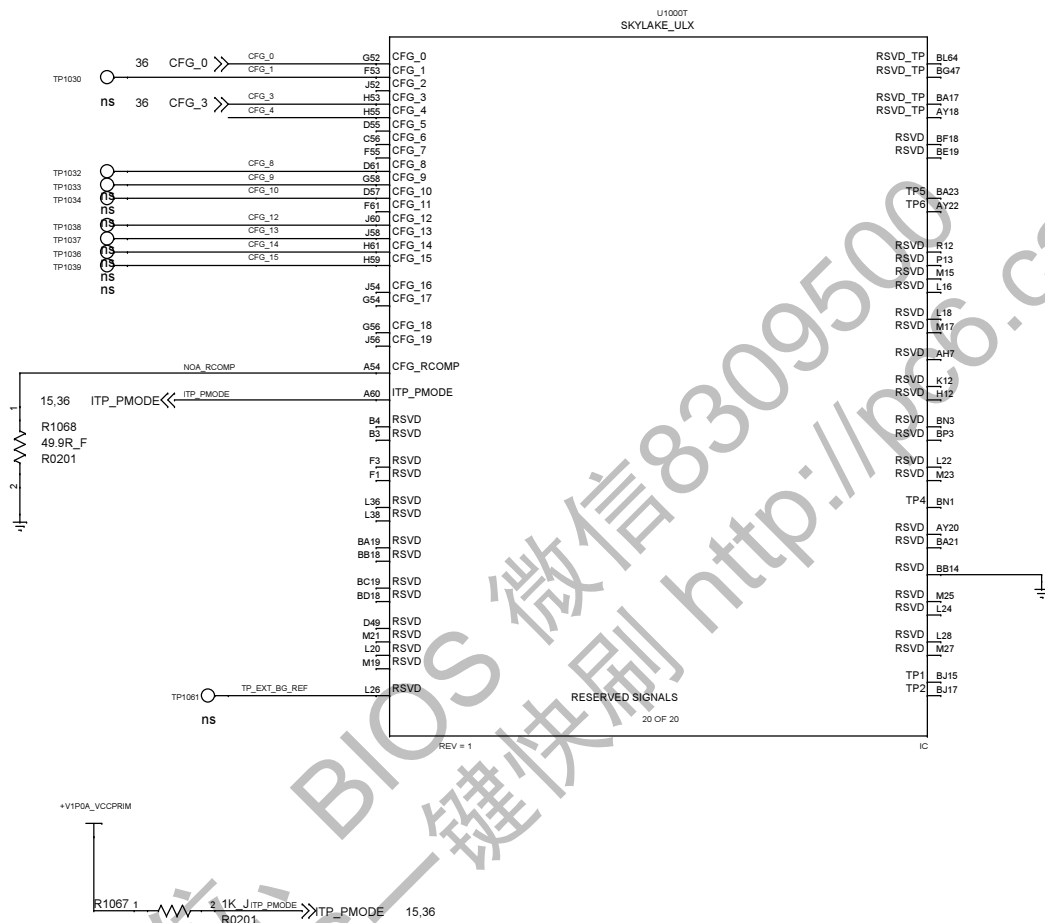 U1000T
SKYLAKE_ULX
36 CFG_0 CFG_0 G52 CFG_0 RSVD_TP BL64
TP1030 CFG_1 F53 CFG_1 RSVD_TP BG47
J52 CFG_2
ns 36 CFG_3 CFG_3 H53 CFG_3 RSVD_TP BA17
CFG_4 H55 CFG_4 RSVD_TP AY18
D55 CFG_5
C56 CFG_6 RSVD BF18
F55 CFG_7 RSVD BE19
TP1032 CFG_8 D61 CFG_8
TP1033 CFG_9 G58 CFG_9
TP1034 ns CFG_10 D57 CFG_10 TP5 BA23
ns F61 CFG_11 TP6 AY22
TP1038 ns CFG_12 J60 CFG_12
TP1037 CFG_13 J58 CFG_13
TP1036 ns CFG_14 H61 CFG_14 RSVD R12
TP1039 CFG_15 H59 CFG_15 RSVD P13
ns RSVD M15
ns J54 CFG_16 RSVD L16
G54 CFG_17
RSVD L18
G56 CFG_18 RSVD M17
J56 CFG_19
RSVD AH7
NOA_RCOMP A54 CFG_RCOMP
RSVD K12
15,36 ITP_PMODE ITP_PMODE A60 ITP_PMODE RSVD H12
1
R1068
49.9R_F
R0201
2
B4 RSVD RSVD BN3
B3 RSVD RSVD BP3
F3 RSVD RSVD L22
F1 RSVD RSVD M23
L36 RSVD TP4 BN1
L38 RSVD
RSVD AY20
BA19 RSVD RSVD BA21
BB18 RSVD
RSVD BB14
BC19 RSVD
BD18 RSVD RSVD M25
RSVD L24
D49 RSVD
M21 RSVD RSVD L28
L20 RSVD RSVD M27
M19 RSVD
TP1 BJ15
TP1061 TP_EXT_BG_REF L26 RSVD TP2 BJ17
ns
RESERVED SIGNALS
20 OF 20
REV = 1 IC
+V1P0A_VCCPRIM
R1067 1 2 1K_J ITP_PMODE ITP_PMODE 15,36
R0201
BIOS 微信8309500
一键快刷 http://pc6.c